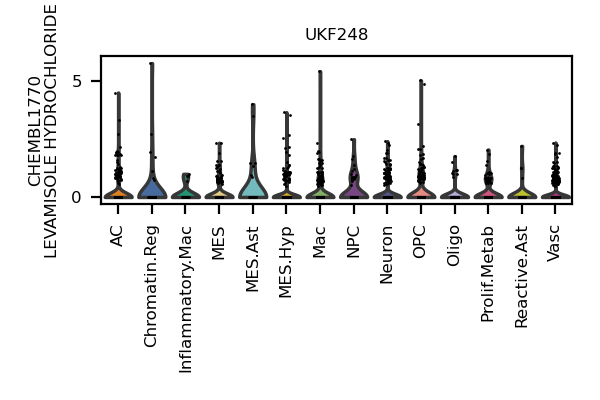 UKF248
CHEMBL1770
LEVAMISOLE HYDROCHLORIDE
5
0
AC
Chromatin.Reg
Inflammatory.Mac
MES
MES.Ast
MES.Hyp
Mac
NPC
Neuron
OPC
Oligo
Prolif.Metab
Reactive.Ast
Vasc